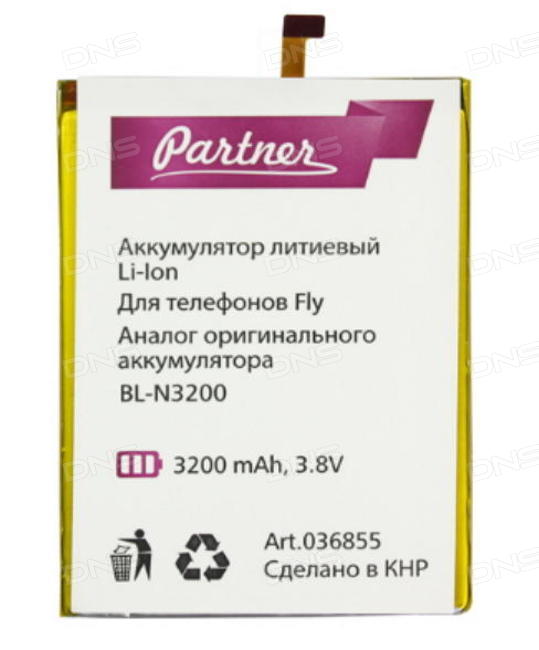 Partner
Аккумулятор литиевый
Li-Ion
Для телефонов Fly
Аналог оригинального
аккумулятора
BL-N3200
3200 mAh, 3.8V
Art.036855
Сделано в КНР
DNS